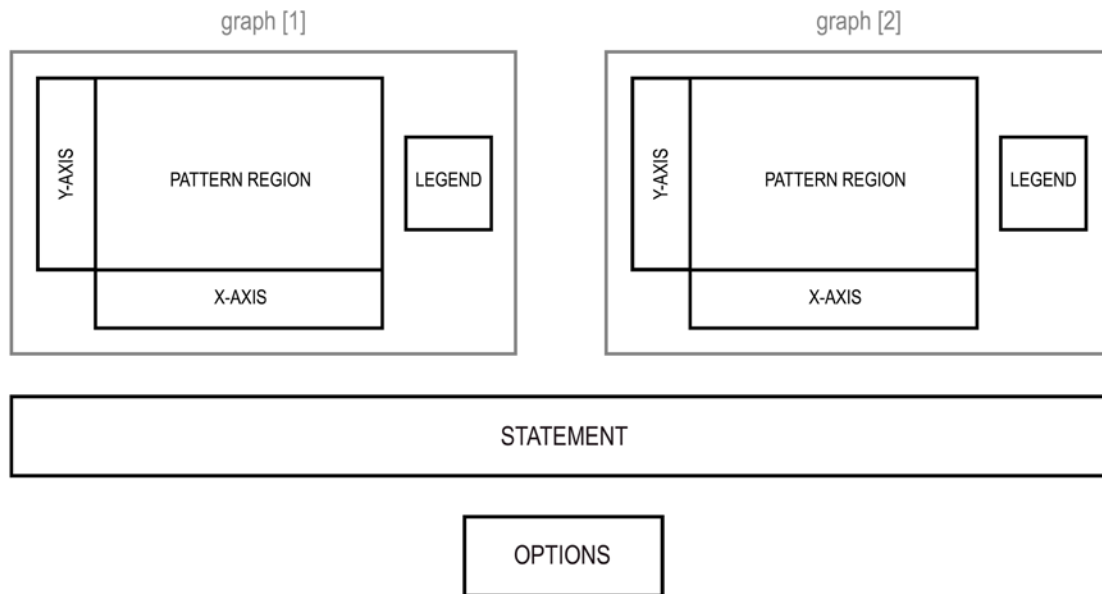 graph [1]
graph [2]
Y-AXIS
PATTERN REGION
LEGEND
X-AXIS
Y-AXIS
PATTERN REGION
LEGEND
X-AXIS
STATEMENT
OPTIONS